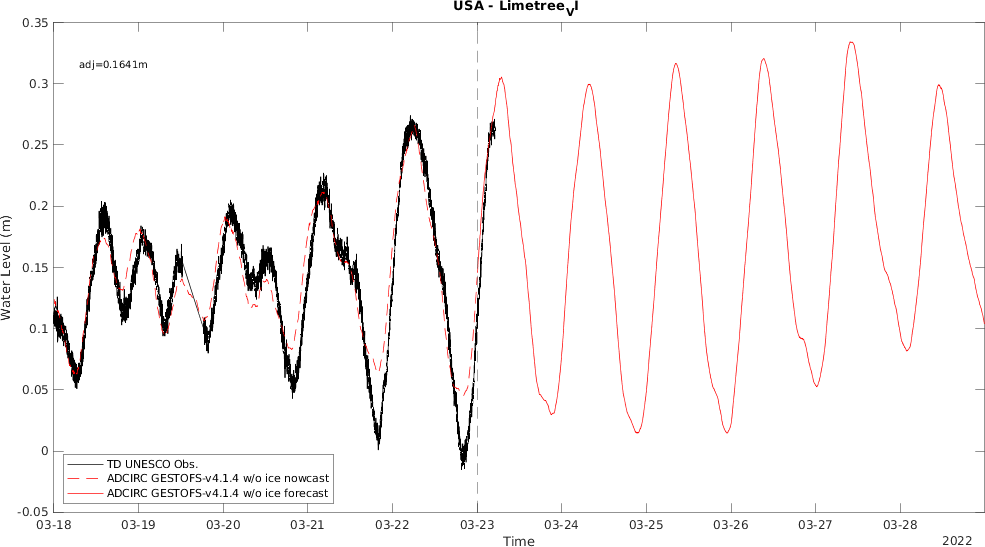 USA - LimetreeVI
0.35
adj=0.1641m
0.3
0.25
0.2
0.15
0.1
0.05
0
-0.05
Water Level (m)
TD UNESCO Obs.
ADCIRC GESTOFS-v4.1.4 w/o ice nowcast
ADCIRC GESTOFS-v4.1.4 w/o ice forecast
03-18 03-19 03-20 03-21 03-22 03-23 03-24 03-25 03-26 03-27 03-28
Time
2022